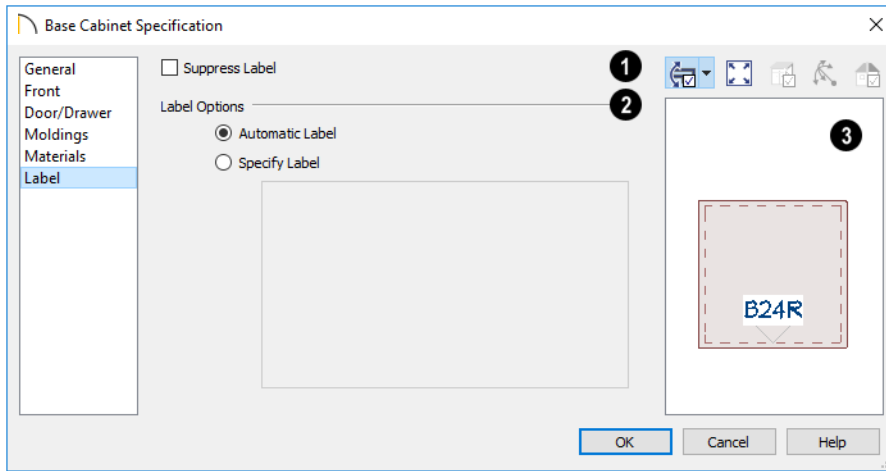 Base Cabinet Specification
General
Front
Door/Drawer
Moldings
Materials
Label
Suppress Label
1
Label Options
2
Automatic Label
Specify Label
3
B24R
OK
Cancel
Help